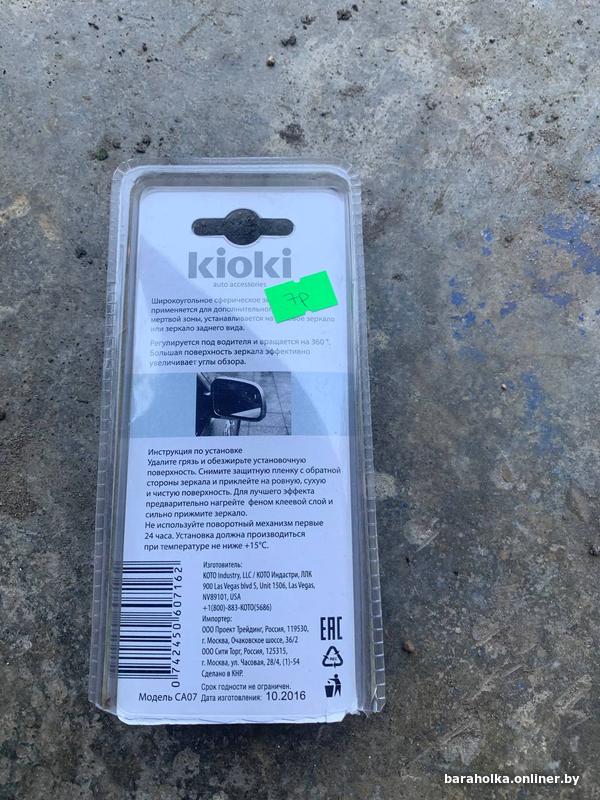 kioki
auto accessories
7р
Широкоугольное сферическое
применяется для дополнительного
мертвой зоны, устанавливается на зеркало
или зеркало заднего вида.
Регулируется под водителя и вращается на 360°.
Большая поверхность зеркала эффективно
увеличивает углы обзора.
Инструкция по установке
Удалите грязь и обезжирьте установочную
поверхность. Снимите защитную пленку с обратной
стороны зеркала и приклейте на ровную, сухую
и чистую поверхность. Для лучшего эффекта
предварительно нагрейте феном клеевой слой и
сильно прижмите зеркало.
Не используйте поворотный механизм первые
24 часа. Установка должна производиться
при температуре не ниже +15°С.
Изготовитель:
KOTO Industry, LLC / КОТО Индастри, ЛЛК
900 Las Vegas blvd S, Unit 1506, Las Vegas,
NV89101, USA
+1(800)-883-KOTO(5686)
Импортер:
ООО Проект Трейдинг, Россия, 119530,
г. Москва, Очаковское шоссе, 36/2
ООО Сити Торг, Россия, 125315,
г. Москва, ул. Часовая, 28/4, (1)-54
Сделано в КНР.
EAC
0 742450 607162
Срок годности не ограничен.
Модель CA07 Дата изготовления: 10.2016
baraholka.onliner.by